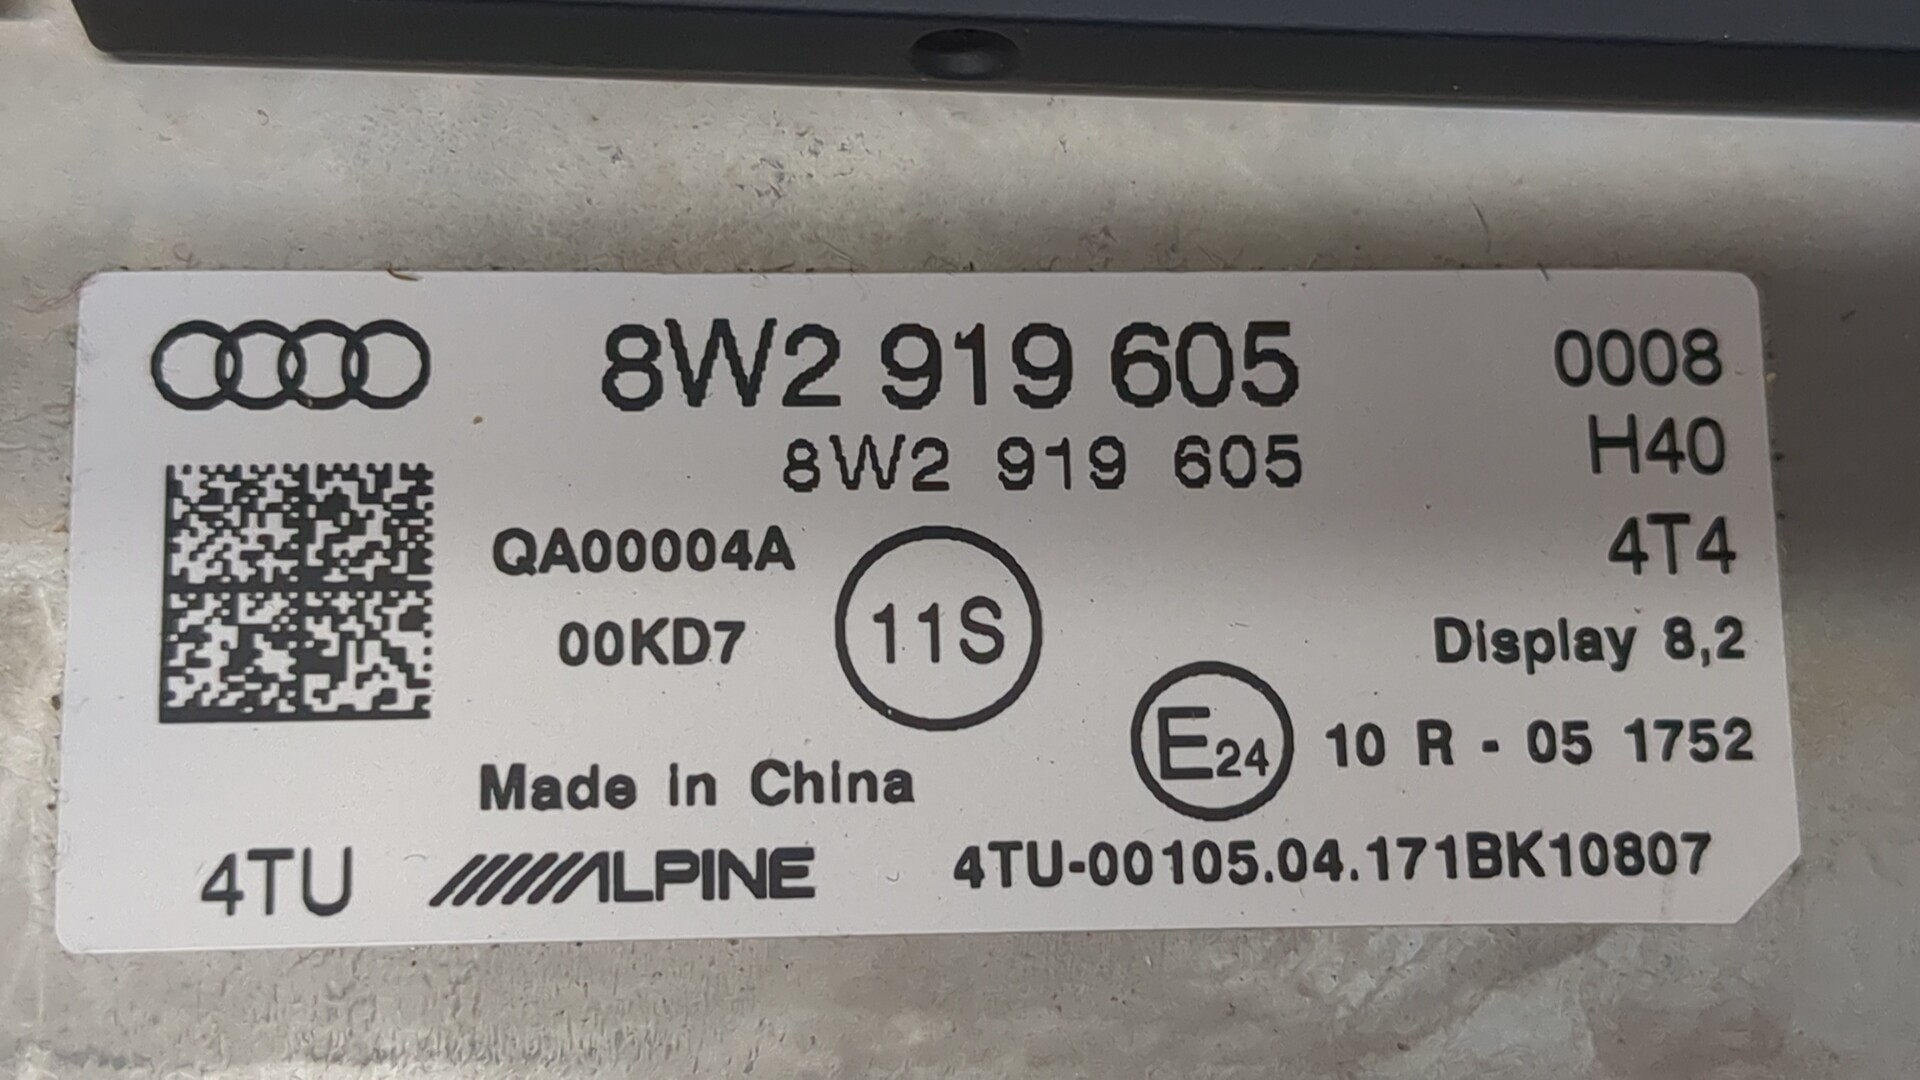 8W2 919 605 0008
8W2 919 605 H40
QA00004A 4T4
00KD7 11S Display 8,2
E24 10 R - 05 1752
Made in China
4TU ALPINE 4TU-00105.04.171BK10807